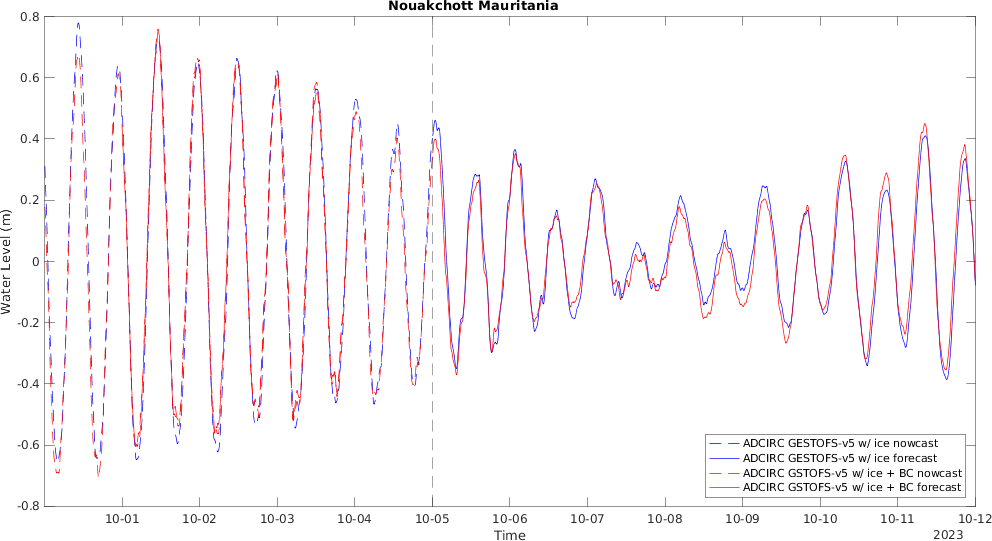 Nouakchott Mauritania
0.8
0.6
0.4
0.2
0
-0.2
-0.4
-0.6
-0.8
Water Level (m)
ADCIRC GESTOFS-v5 w/ ice nowcast
ADCIRC GESTOFS-v5 w/ ice forecast
ADCIRC GSTOFS-v5 w/ ice + BC nowcast
ADCIRC GSTOFS-v5 w/ ice + BC forecast
10-01 10-02 10-03 10-04 10-05 10-06 10-07 10-08 10-09 10-10 10-11 10-12
Time
2023